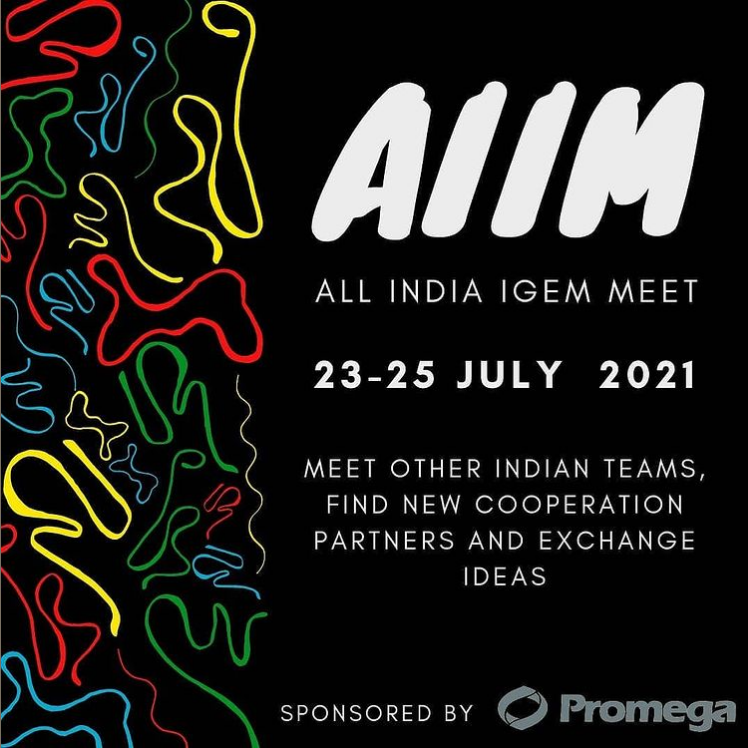 AIIM
ALL INDIA IGEM MEET
23-25 JULY 2021
MEET OTHER INDIAN TEAMS,
FIND NEW COOPERATION
PARTNERS AND EXCHANGE
IDEAS
SPONSORED BY Promega